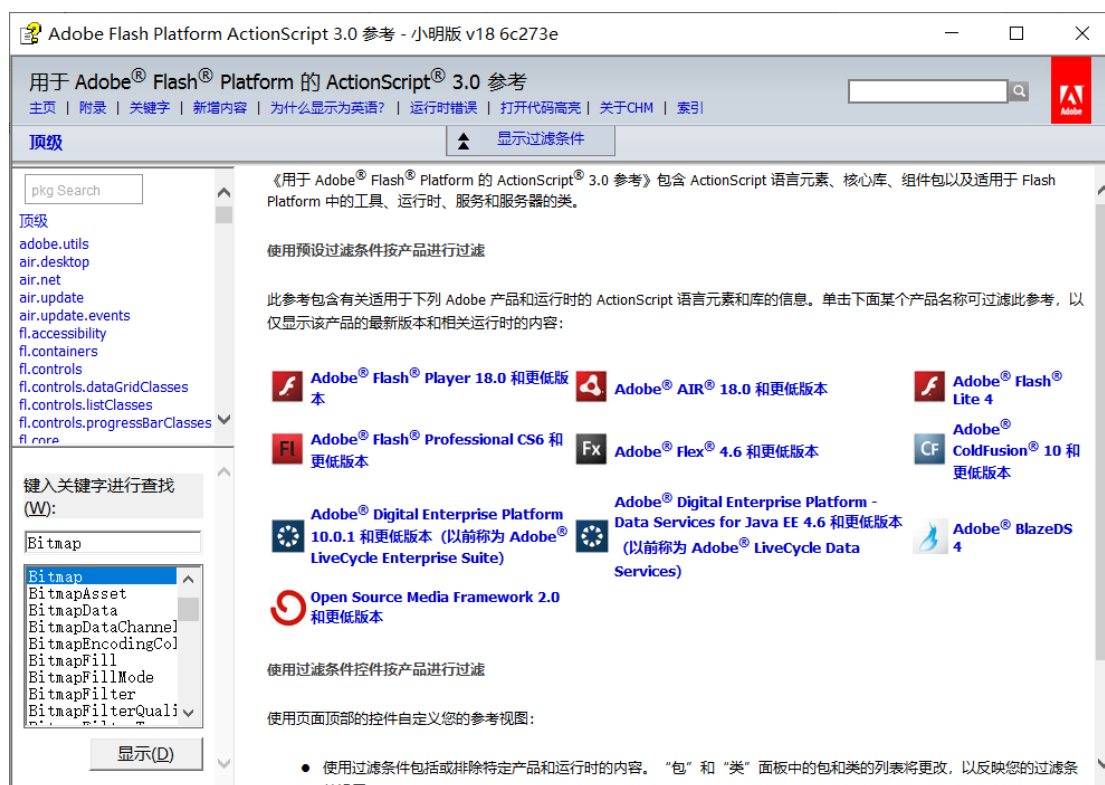 Adobe Flash Platform ActionScript 3.0 参考 - 小明版 v18 6c273e
用于 Adobe® Flash® Platform 的 ActionScript® 3.0 参考
主页 | 附录 | 关键字 | 新增内容 | 为什么显示为英语? | 运行时错误 | 打开代码高亮 | 关于CHM | 索引
Adobe
顶级
显示过滤条件
pkg Search
顶级
adobe.utils
air.desktop
air.net
air.update
air.update.events
fl.accessibility
fl.containers
fl.controls
fl.controls.dataGridClasses
fl.controls.listClasses
fl.controls.progressBarClasses
fl.core
键入关键字进行查找
(W):
Bitmap
Bitmap
BitmapAsset
BitmapData
BitmapDataChannel
BitmapEncodingCol
BitmapFill
BitmapFillMode
BitmapFilter
BitmapFilterQuali
显示(D)
《用于 Adobe® Flash® Platform 的 ActionScript® 3.0 参考》包含 ActionScript 语言元素、核心库、组件包以及适用于 Flash
Platform 中的工具、运行时、服务和服务器的类。
使用预设过滤条件按产品进行过滤
此参考包含有关适用于下列 Adobe 产品和运行时的 ActionScript 语言元素和库的信息。单击下面某个产品名称可过滤此参考，以
仅显示该产品的最新版本和相关运行时的内容：
Adobe® Flash® Player 18.0 和更低版
本
Adobe® AIR® 18.0 和更低版本
Adobe® Flash®
Lite 4
Fl
Adobe® Flash® Professional CS6 和
更低版本
Fx
Adobe® Flex® 4.6 和更低版本
CF
Adobe®
ColdFusion® 10 和
更低版本
Adobe® Digital Enterprise Platform
10.0.1 和更低版本（以前称为 Adobe®
LiveCycle Enterprise Suite)
Adobe® Digital Enterprise Platform -
Data Services for Java EE 4.6 和更低版本
（以前称为 Adobe® LiveCycle Data
Services)
Adobe® BlazeDS
4
Open Source Media Framework 2.0
和更低版本
使用过滤条件控件按产品进行过滤
使用页面顶部的控件自定义您的参考视图：
● 使用过滤条件包括或排除特定产品和运行时的内容。“包”和“类”面板中的包和类的列表将更改，以反映您的过滤条